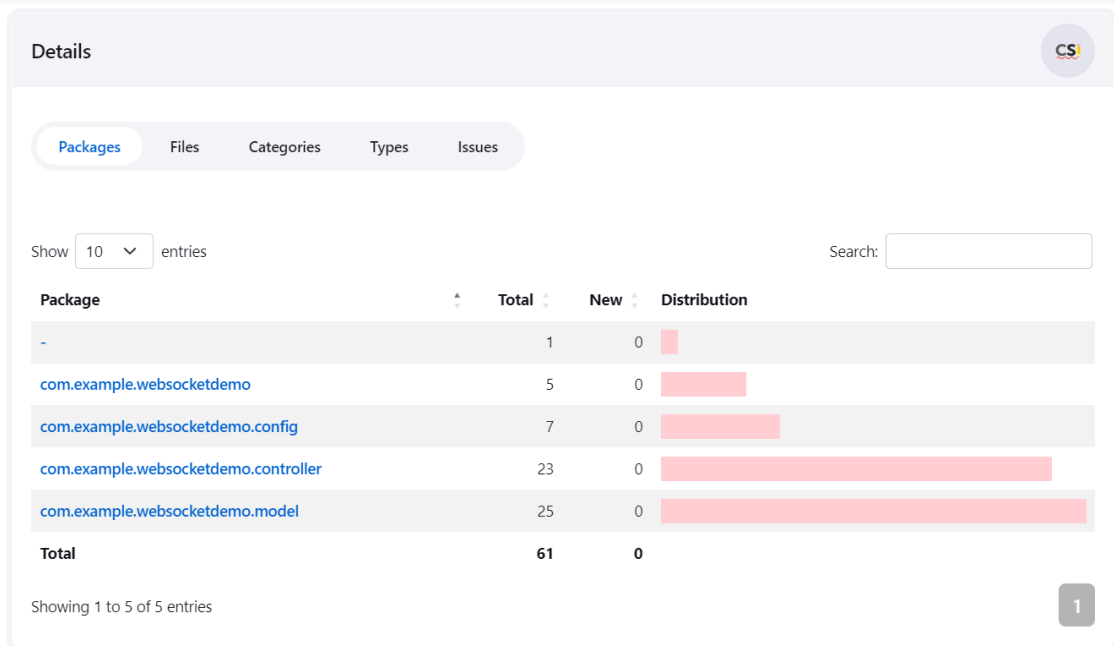 Details
CSi
Packages Files Categories Types Issues
Show 10 entries Search:
Package Total New Distribution
- 1 0
com.example.websocketdemo 5 0
com.example.websocketdemo.config 7 0
com.example.websocketdemo.controller 23 0
com.example.websocketdemo.model 25 0
Total 61 0
Showing 1 to 5 of 5 entries
1